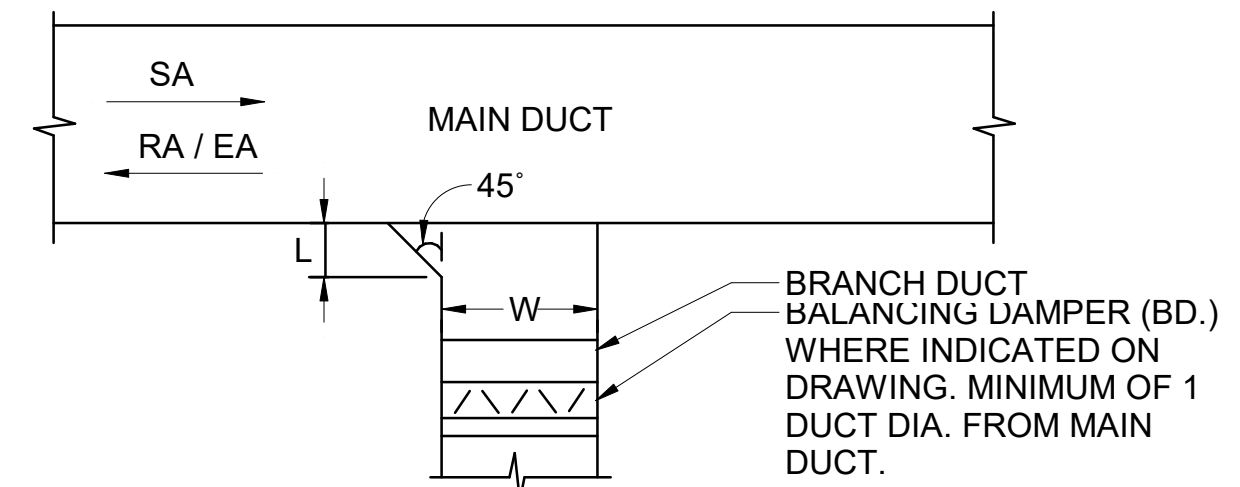 SA
MAIN DUCT
RA / EA
45°
L
W
BRANCH DUCT
BALANCING DAMPER (BD.)
WHERE INDICATED ON
DRAWING. MINIMUM OF 1
DUCT DIA. FROM MAIN
DUCT.